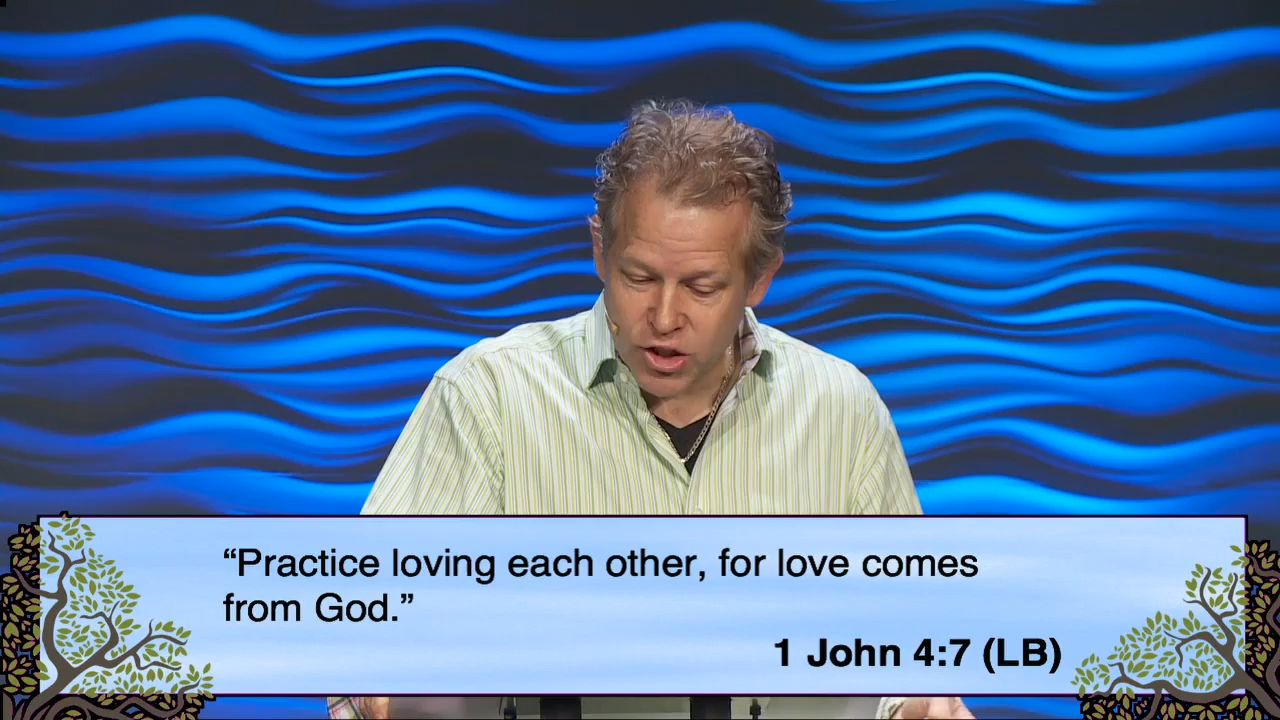 “Practice loving each other, for love comes
from God.”
1 John 4:7 (LB)